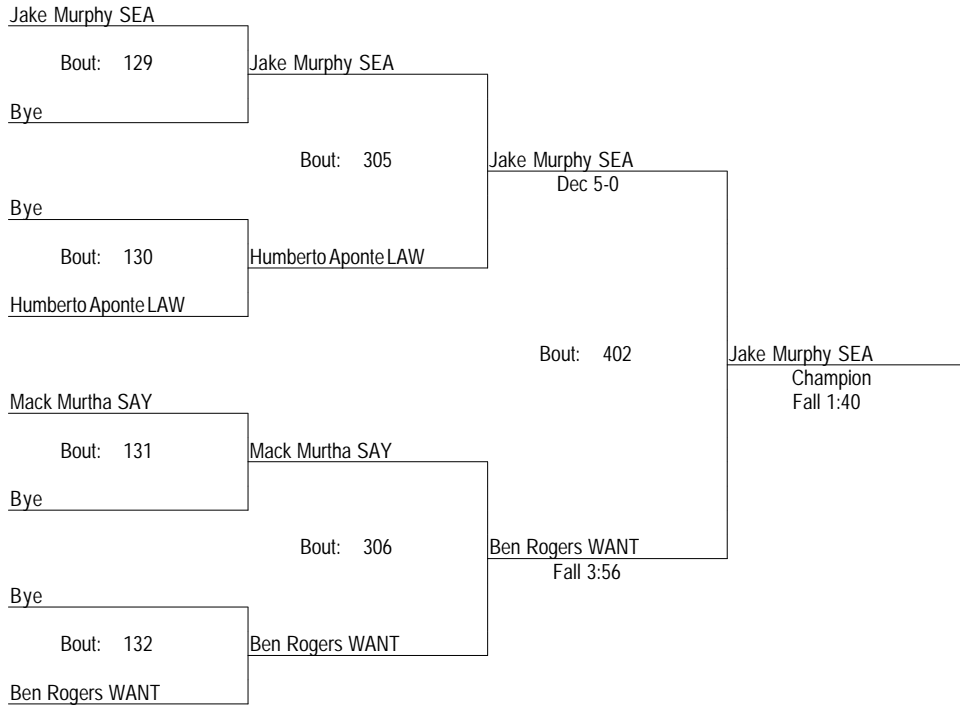 Jake Murphy SEA
Bout: 129
Jake Murphy SEA
Bye
Bout: 305
Jake Murphy SEA
Dec 5-0
Bye
Bout: 130
Humberto Aponte LAW
Humberto Aponte LAW
Bout: 402
Jake Murphy SEA
Champion
Fall 1:40
Mack Murtha SAY
Bout: 131
Mack Murtha SAY
Bye
Bout: 306
Ben Rogers WANT
Fall 3:56
Bye
Bout: 132
Ben Rogers WANT
Ben Rogers WANT